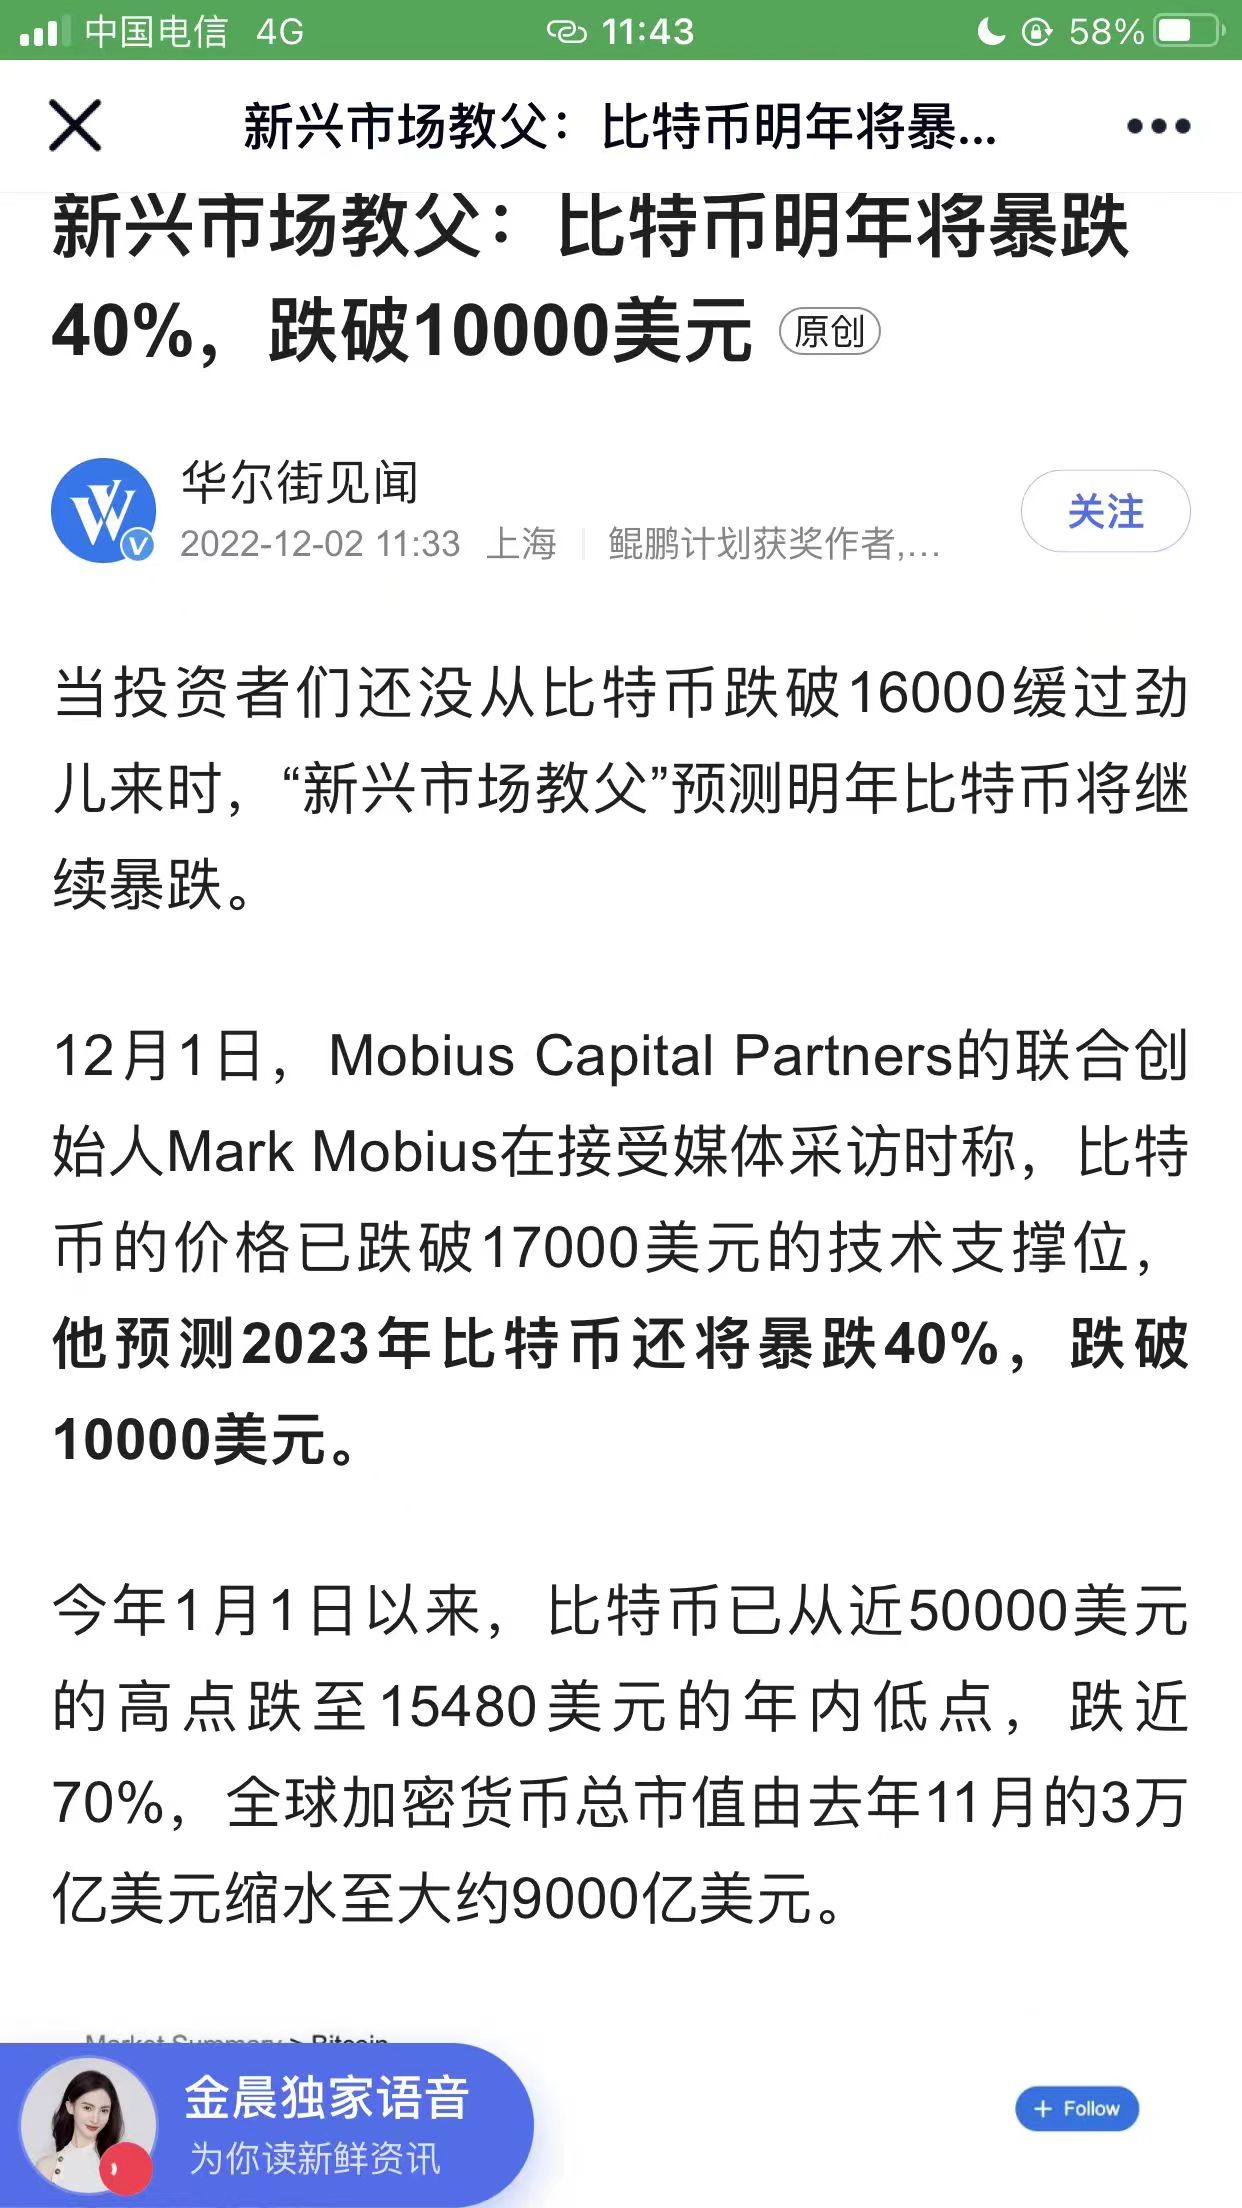 中国电信 4G 11:43 58%
新兴市场教父：比特币明年将暴...
新兴市场教父：比特币明年将暴跌
40%，跌破10000美元 原创
华尔街见闻
2022-12-02 11:33 上海 鲲鹏计划获奖作者,...
关注
当投资者们还没从比特币跌破16000缓过劲
儿来时，“新兴市场教父”预测明年比特币将继
续暴跌。
12月1日，Mobius Capital Partners的联合创
始人Mark Mobius在接受媒体采访时称，比特
币的价格已跌破17000美元的技术支撑位，
他预测2023年比特币还将暴跌40%，跌破
10000美元。
今年1月1日以来，比特币已从近50000美元
的高点跌至15480美元的年内低点，跌近
70%，全球加密货币总市值由去年11月的3万
亿美元缩水至大约9000亿美元。
Market Summary > Bitcoin
金晨独家语音
为你读新鲜资讯
+ Follow